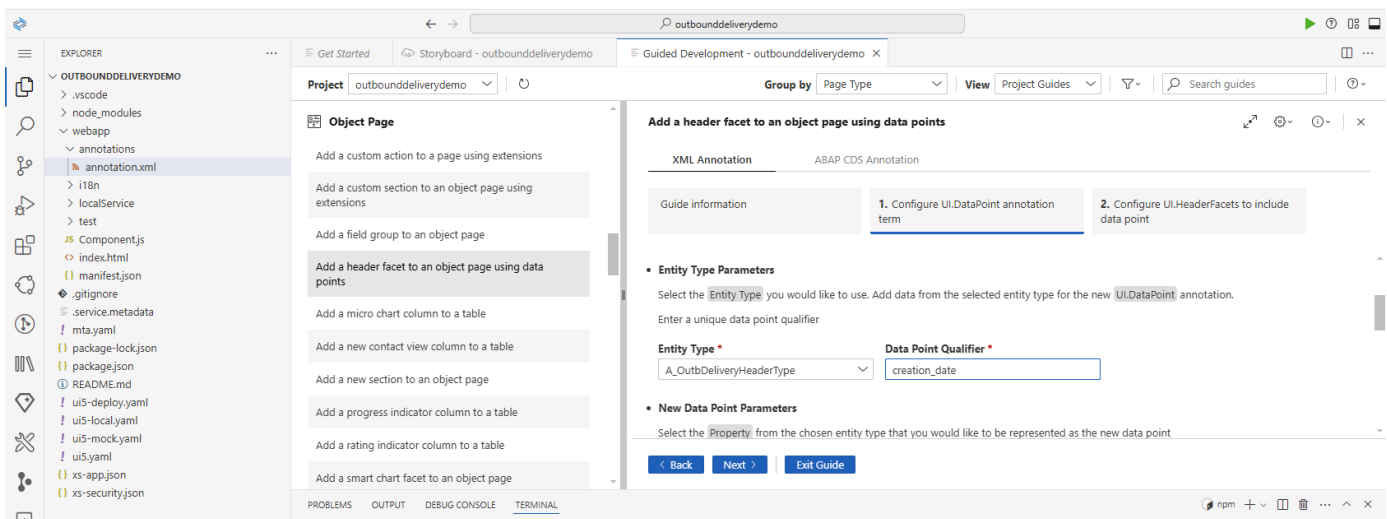 outbounddeliverydemo
EXPLORER
Get Started
Storyboard - outbounddeliverydemo
Guided Development - outbounddeliverydemo
OUTBOUNDDELIVERYDEMO
.vscode
node_modules
webapp
annotations
annotation.xml
i18n
localService
test
JS Component.js
<> index.html
{} manifest.json
.gitignore
.service.metadata
! mta.yaml
{} package-lock.json
{} package.json
README.md
! ui5-deploy.yaml
! ui5-local.yaml
! ui5-mock.yaml
! ui5.yaml
{} xs-app.json
{} xs-security.json
Project outbounddeliverydemo
Group by Page Type
View Project Guides
Search guides
Object Page
Add a custom action to a page using extensions
Add a custom section to an object page using
extensions
Add a field group to an object page
Add a header facet to an object page using data
points
Add a micro chart column to a table
Add a new contact view column to a table
Add a new section to an object page
Add a progress indicator column to a table
Add a rating indicator column to a table
Add a smart chart facet to an object page
Add a header facet to an object page using data points
XML Annotation
ABAP CDS Annotation
Guide information
1. Configure UI.DataPoint annotation
term
2. Configure UI.HeaderFacets to include
data point
• Entity Type Parameters
Select the Entity Type you would like to use. Add data from the selected entity type for the new UI.DataPoint annotation.
Enter a unique data point qualifier
Entity Type *
Data Point Qualifier *
A_OutbDeliveryHeaderType
creation_date
• New Data Point Parameters
Select the Property from the chosen entity type that you would like to be represented as the new data point
< Back
Next >
Exit Guide
PROBLEMS
OUTPUT
DEBUG CONSOLE
TERMINAL
npm